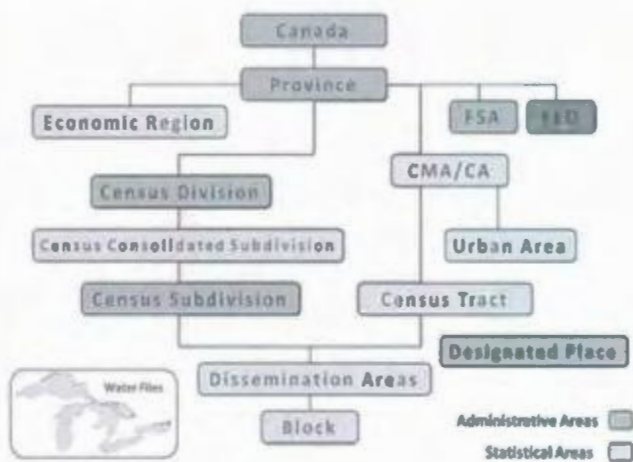 Canada
Province
Economic Region
FSA
FED
CMA/CA
Census Division
Census Consolidated Subdivision
Urban Area
Census Subdivision
Census Tract
Designated Place
Water Files
Dissemination Areas
Block
Administrative Areas
Statistical Areas